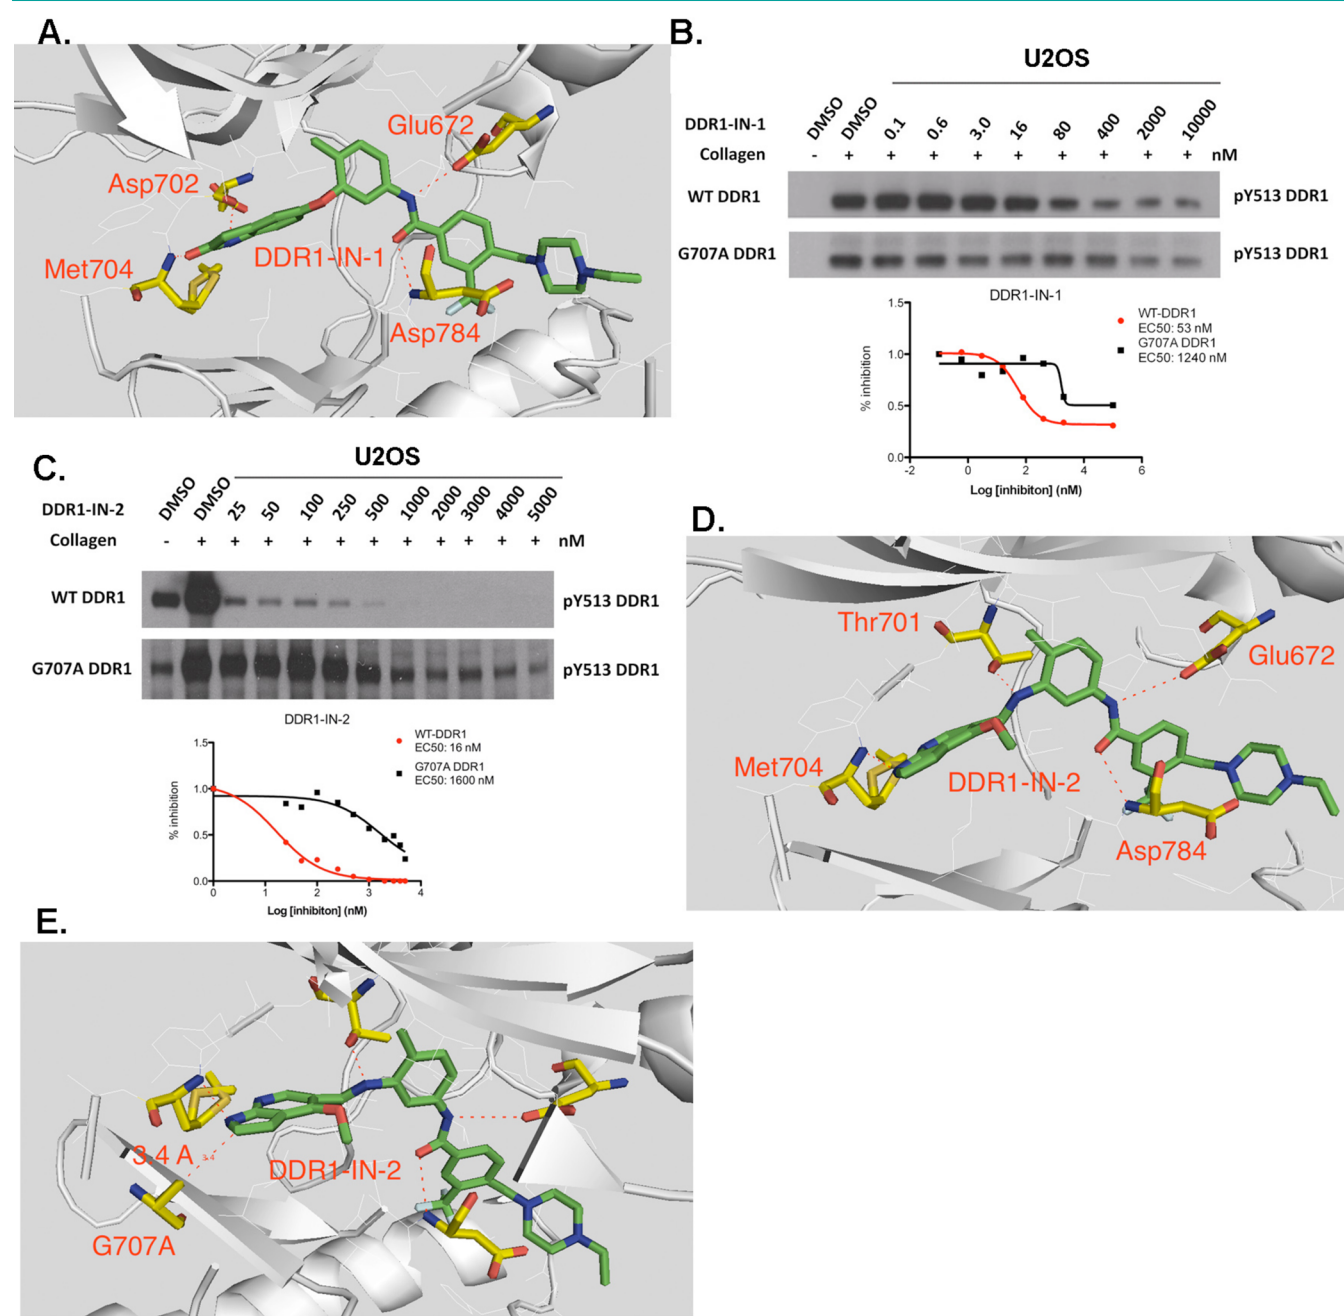 A.
Glu672
Asp702
DDR1-IN-1
Met704
Asp784
B.
U2OS
DDR1-IN-1 DMSO DMSO 0.1 0.6 3.0 16 80 400 2000 10000
Collagen - + + + + + + + + + nM
WT DDR1 pY513 DDR1
G707A DDR1 pY513 DDR1
DDR1-IN-1
WT-DDR1
EC50: 53 nM
G707A DDR1
EC50: 1240 nM
% inhibition
1.5
1.0
0.5
0.0
-2 0 2 4 6
Log [inhibiton] (nM)
C.
U2OS
DDR1-IN-2 DMSO DMSO 25 50 100 250 500 1000 2000 3000 4000 5000
Collagen - + + + + + + + + + + + nM
WT DDR1 pY513 DDR1
G707A DDR1 pY513 DDR1
DDR1-IN-2
WT-DDR1
EC50: 16 nM
G707A DDR1
EC50: 1600 nM
% inhibition
1.5
1.0
0.5
0.0
0 1 2 3 4
Log [inhibiton] (nM)
D.
Thr701
Glu672
Met704
DDR1-IN-2
Asp784
E.
3.4 A 3.4
DDR1-IN-2
G707A